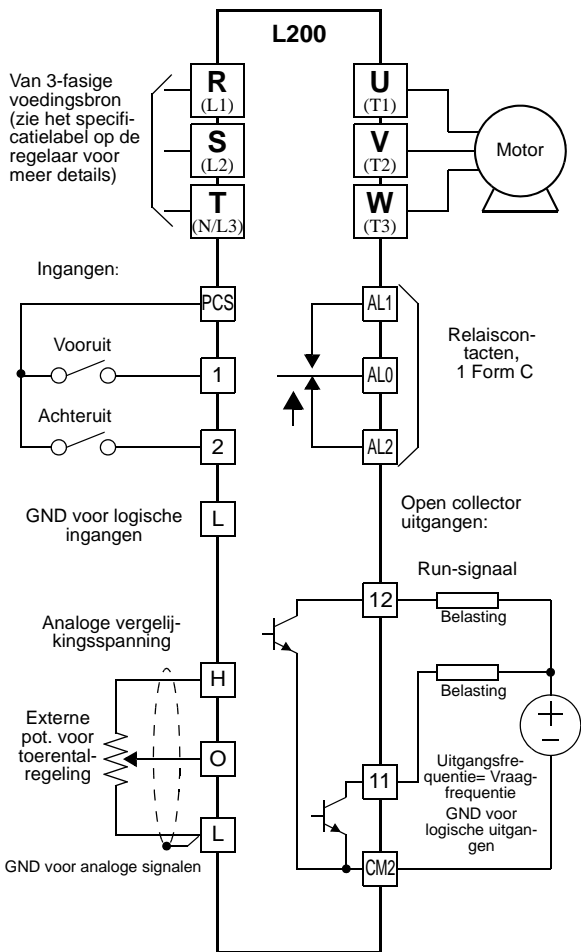 L200
Van 3-fasige
voedingsbron
(zie het specifi-
catielabel op de
regelaar voor
meer details)
R
(L1)
S
(L2)
T
(N/L3)
U
(T1)
V
(T2)
W
(T3)
Motor
Ingangen:
PCS
Vooruit
1
Achteruit
2
GND voor logische
ingangen
L
AL1
AL0
AL2
Relaiscon-
tacten,
1 Form C
Open collector
uitgangen:
Run-signaal
12
Belasting
Belasting
Analoge vergelij-
kingsspanning
H
Externe
pot. voor
toerental-
regeling
O
L
GND voor analoge signalen
+
−
11
Uitgangsfre-
quentie= Vraag-
frequentie
GND voor
logische uitgan-
gen
CM2